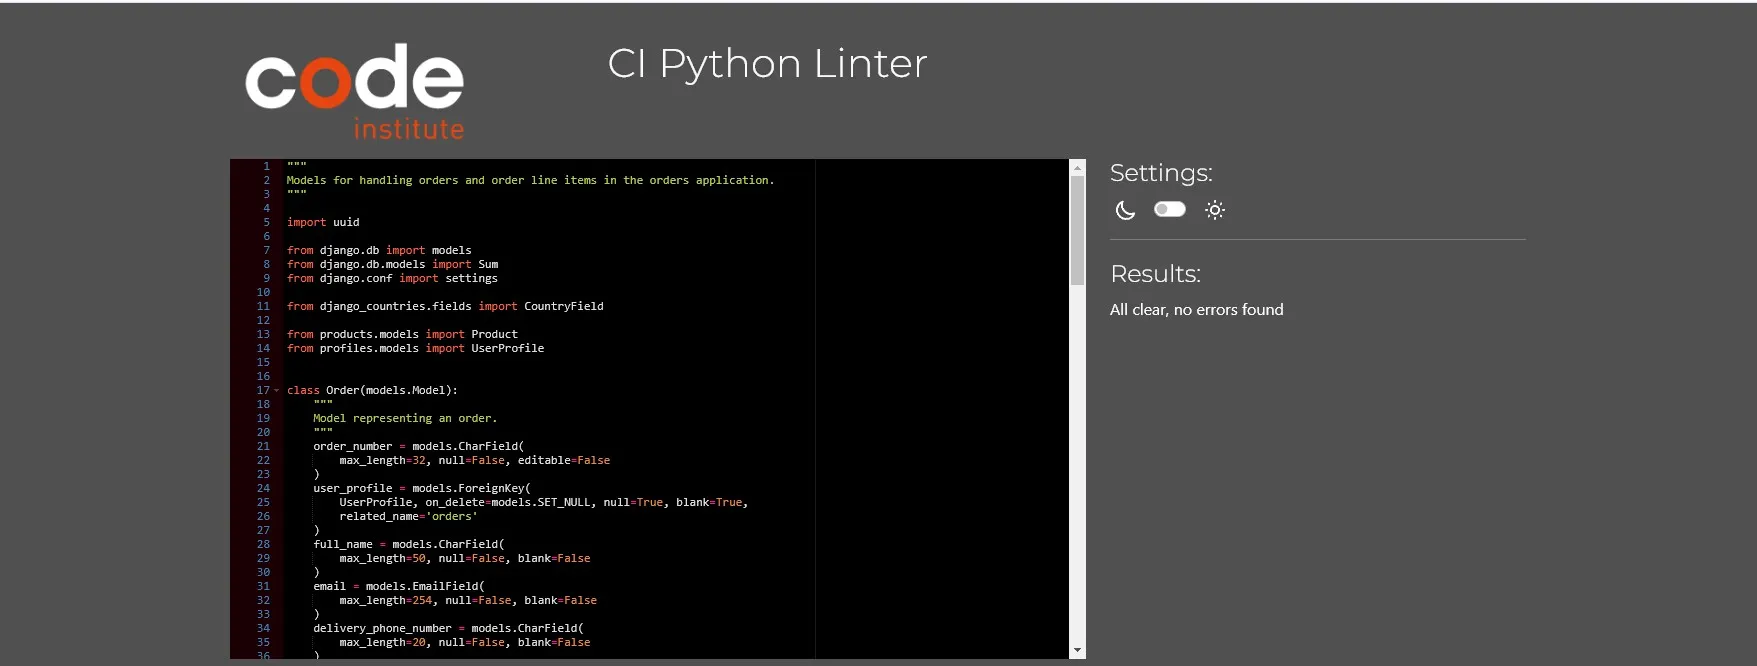 code
institute
CI Python Linter
1 """
2 Models for handling orders and order line items in the orders application.
3 """
4
5 import uuid
6
7 from django.db import models
8 from django.db.models import Sum
9 from django.conf import settings
10
11 from django_countries.fields import CountryField
12
13 from products.models import Product
14 from profiles.models import UserProfile
15
16
17 class Order(models.Model):
18 """
19 Model representing an order.
20 """
21 order_number = models.CharField(
22 max_length=32, null=False, editable=False
23 )
24 user_profile = models.ForeignKey(
25 UserProfile, on_delete=models.SET_NULL, null=True, blank=True,
26 related_name='orders'
27 )
28 full_name = models.CharField(
29 max_length=50, null=False, blank=False
30 )
31 email = models.EmailField(
32 max_length=254, null=False, blank=False
33 )
34 delivery_phone_number = models.CharField(
35 max_length=20, null=False, blank=False
36 )
Settings:
Results:
All clear, no errors found